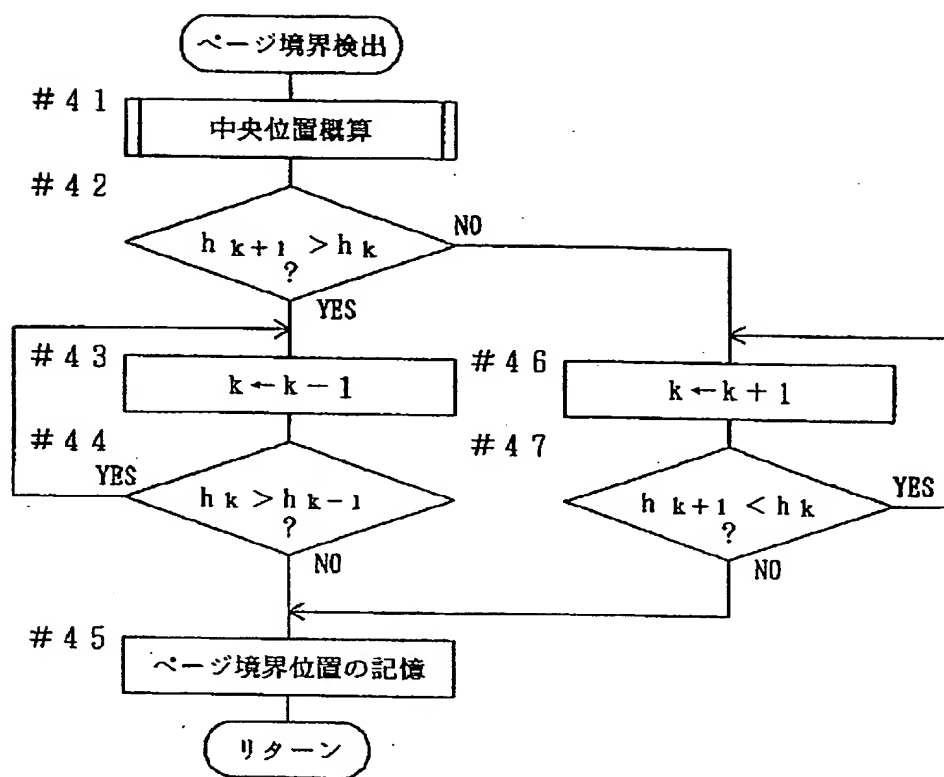 ページ境界検出
#41
中央位置概算
#42
h k+1 > h k
?
NO
YES
#43
k←k-1
#44
YES
h k > h k-1
?
NO
#46
k←k+1
#47
YES
h k+1 < h k
?
NO
#45
ページ境界位置の記憶
リターン